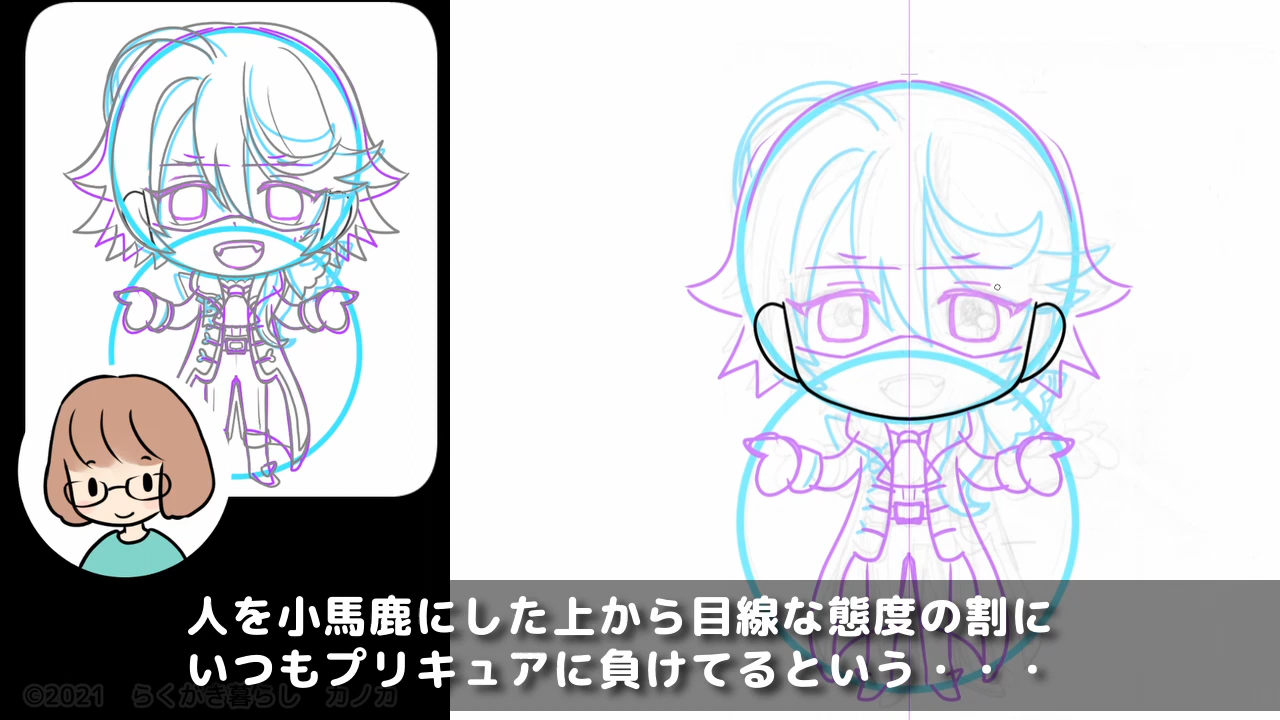 人を小馬鹿にした上から目線な態度の割に
いつもプリキュアに負けてるという・・・
©2021 らくがき暮らし カノカ